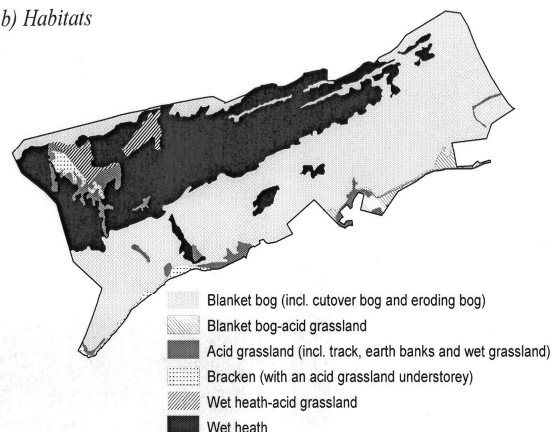 b) Habitats
Blanket bog (incl. cutover bog and eroding bog)
Blanket bog-acid grassland
Acid grassland (incl. track, earth banks and wet grassland)
Bracken (with an acid grassland understorey)
Wet heath-acid grassland
Wet heath